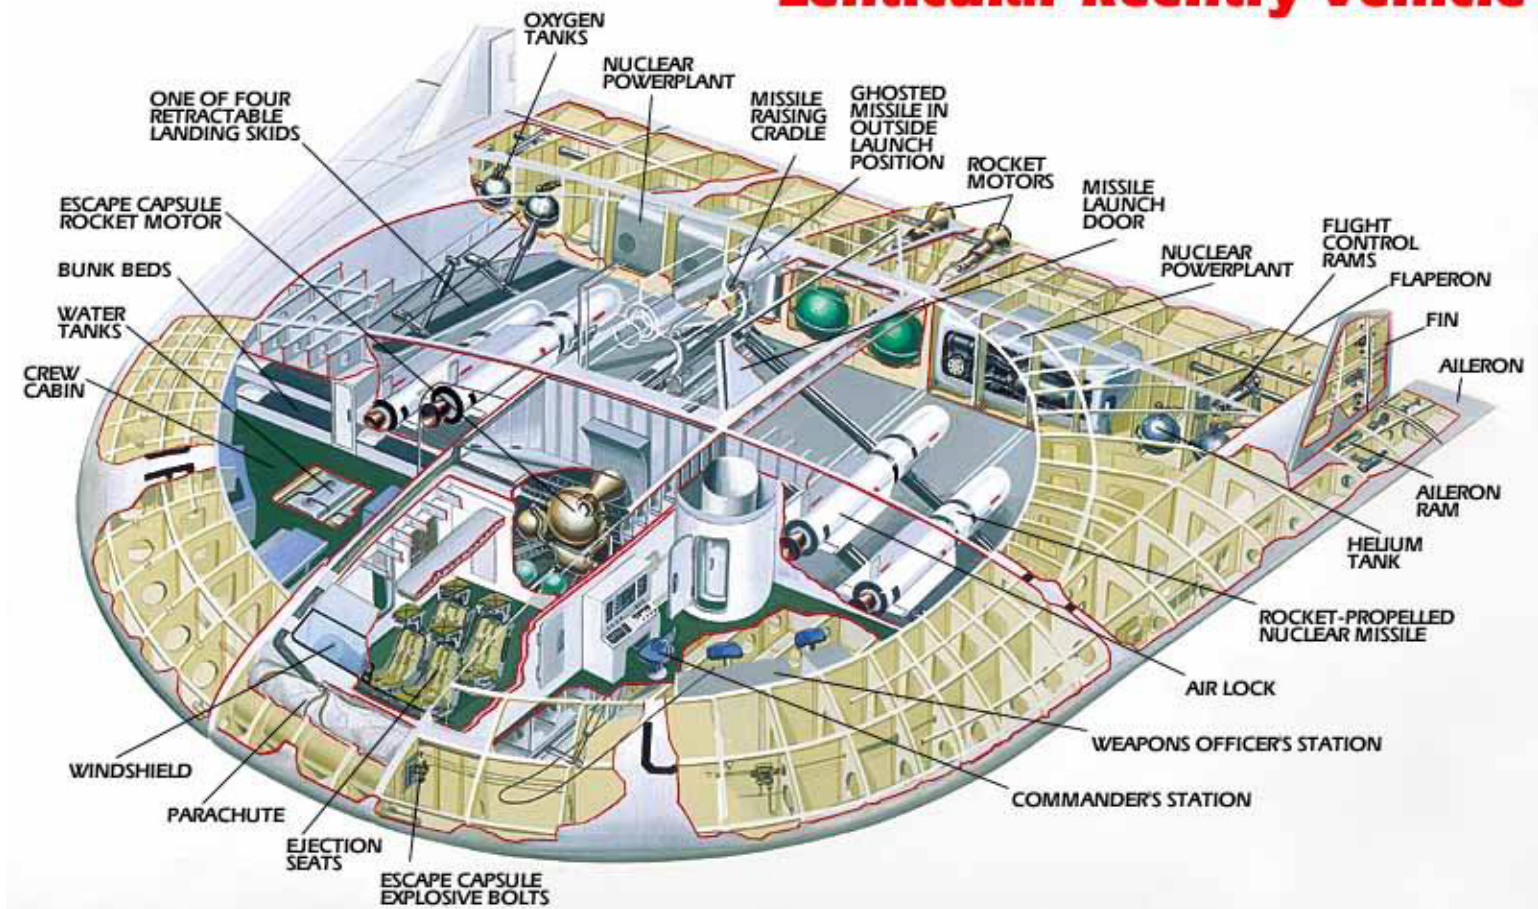 Lenticular Reentry Vehicle
OXYGEN
TANKS
NUCLEAR
POWERPLANT
MISSILE
RAISING
CRADLE
GHOSTED
MISSILE IN
OUTSIDE
LAUNCH
POSITION
ONE OF FOUR
RETRACTABLE
LANDING SKIDS
ROCKET
MOTORS
MISSILE
LAUNCH
DOOR
ESCAPE CAPSULE
ROCKET MOTOR
FLIGHT
CONTROL
RAMS
NUCLEAR
POWERPLANT
BUNK BEDS
FLAPERON
WATER
TANKS
FIN
CREW
CABIN
AILERON
AILERON
RAM
HELIUM
TANK
ROCKET-PROPELLED
NUCLEAR MISSILE
AIR LOCK
WEAPONS OFFICER'S STATION
WINDSHIELD
COMMANDER'S STATION
PARACHUTE
EJECTION
SEATS
ESCAPE CAPSULE
EXPLOSIVE BOLTS